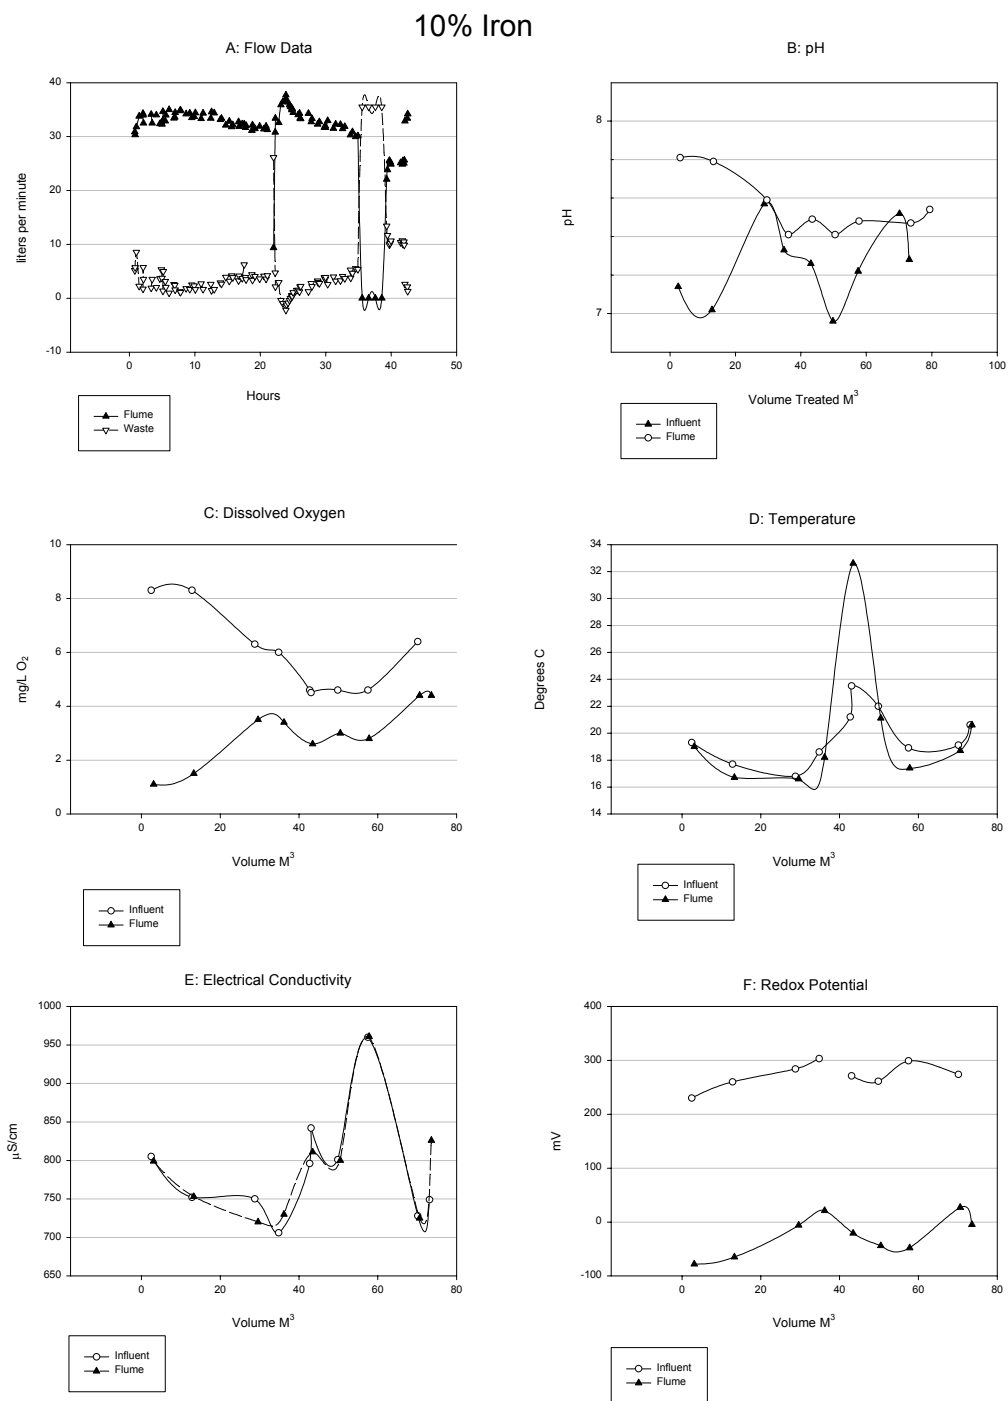 10% Iron
A: Flow Data
liters per minute
40
30
20
10
0
-10
0 10 20 30 40 50
Hours
Flume
Waste
B: pH
pH
8
7
0 20 40 60 80 100
Volume Treated M³
Influent
Flume
C: Dissolved Oxygen
mg/L O₂
10
8
6
4
2
0
0 20 40 60 80
Volume M³
Influent
Flume
D: Temperature
Degrees C
34
32
30
28
26
24
22
20
18
16
14
0 20 40 60 80
Volume M³
Influent
Flume
E: Electrical Conductivity
µS/cm
1000
950
900
850
800
750
700
650
0 20 40 60 80
Volume M³
Influent
Flume
F: Redox Potential
mV
400
300
200
100
0
-100
0 20 40 60 80
Volume M³
Influent
Flume